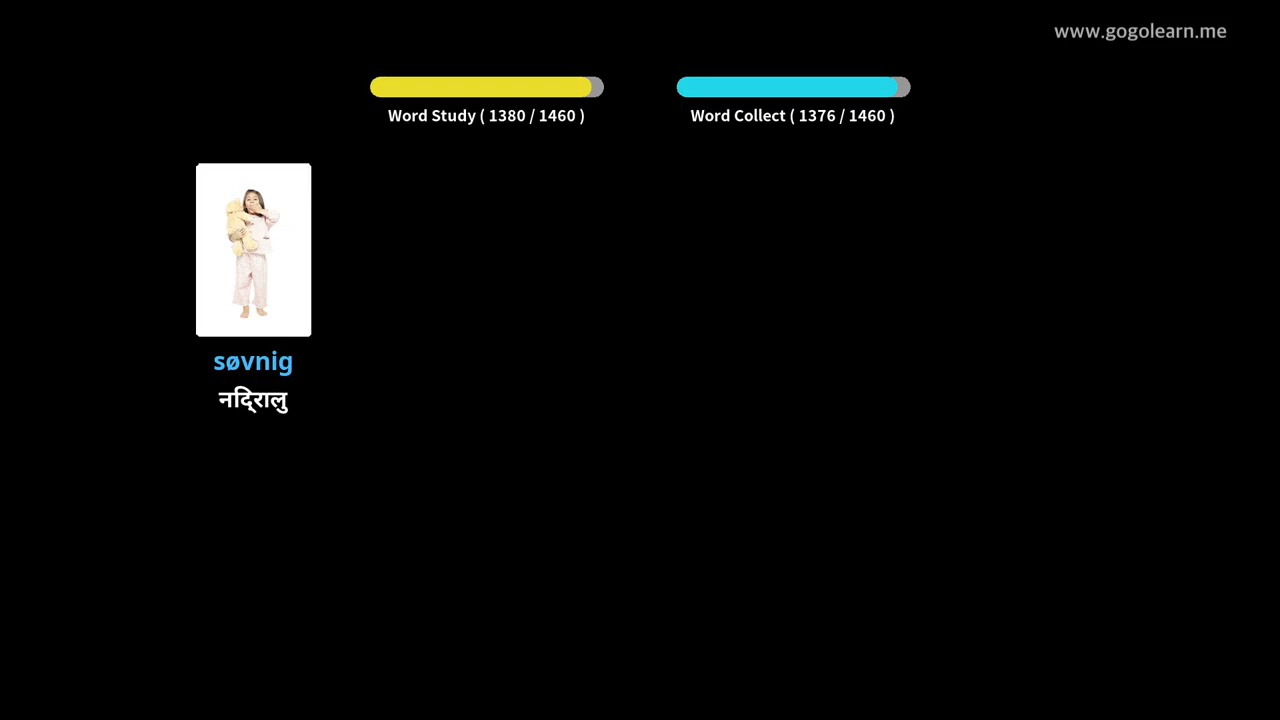 www.gogolearn.me
Word Study ( 1380 / 1460 )
Word Collect ( 1376 / 1460 )
søvnig
नदि्रालु